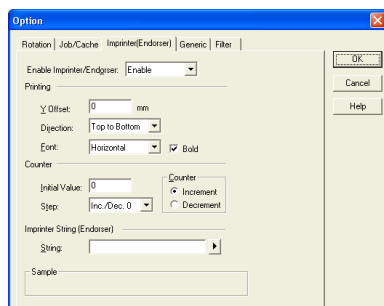 Option
Rotation Job/Cache Imprinter(Endorser) Generic Filter
OK
Cancel
Help
Enable Imprinter/Endorser: Enable
Printing
Y Offset: 0 mm
Direction: Top to Bottom
Font: Horizontal Bold
Counter
Initial Value: 0
Step: Inc./Dec. 0
Counter
Increment
Decrement
Imprinter String (Endorser)
String:
Sample